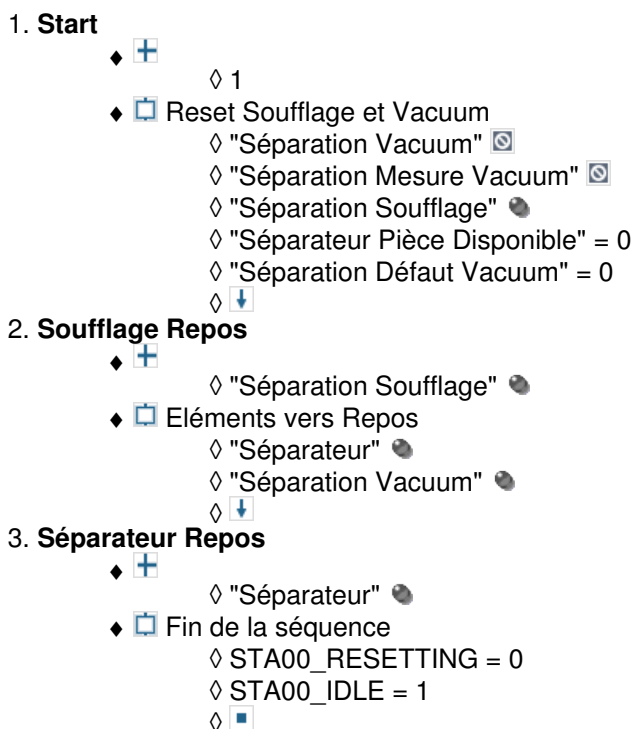 1. Start
◊ 1
Reset Soufflage et Vacuum
◊ "Séparation Vacuum"
◊ "Séparation Mesure Vacuum"
◊ "Séparation Soufflage"
◊ "Séparateur Pièce Disponible" = 0
◊ "Séparation Défaut Vacuum" = 0
2. Soufflage Repos
◊ "Séparation Soufflage"
Eléments vers Repos
◊ "Séparateur"
◊ "Séparation Vacuum"
3. Séparateur Repos
◊ "Séparateur"
Fin de la séquence
◊ STA00_RESETTING = 0
◊ STA00_IDLE = 1